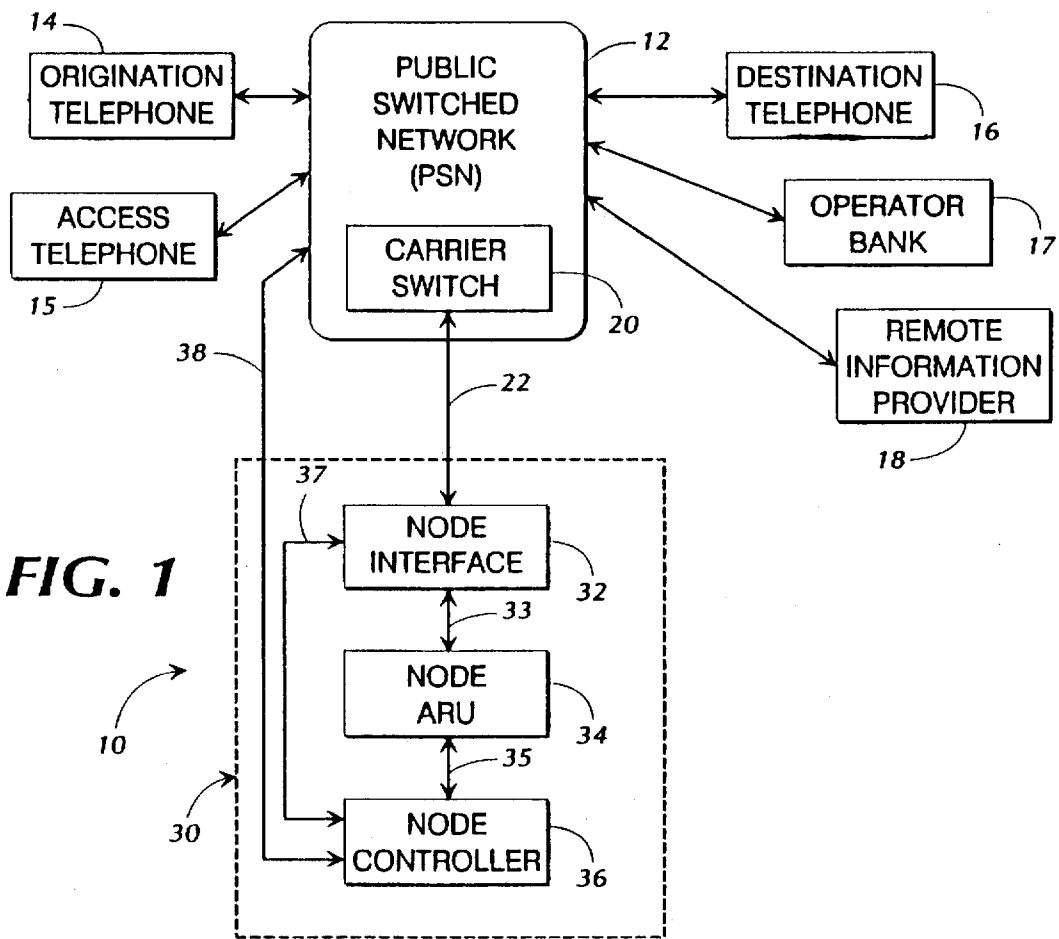 14
ORIGINATION
TELEPHONE
PUBLIC
SWITCHED
NETWORK
(PSN)
12
DESTINATION
TELEPHONE
16
ACCESS
TELEPHONE
15
CARRIER
SWITCH
20
OPERATOR
BANK
17
38
22
REMOTE
INFORMATION
PROVIDER
18
37
NODE
INTERFACE
32
FIG. 1
33
NODE
ARU
34
10
35
30
NODE
CONTROLLER
36